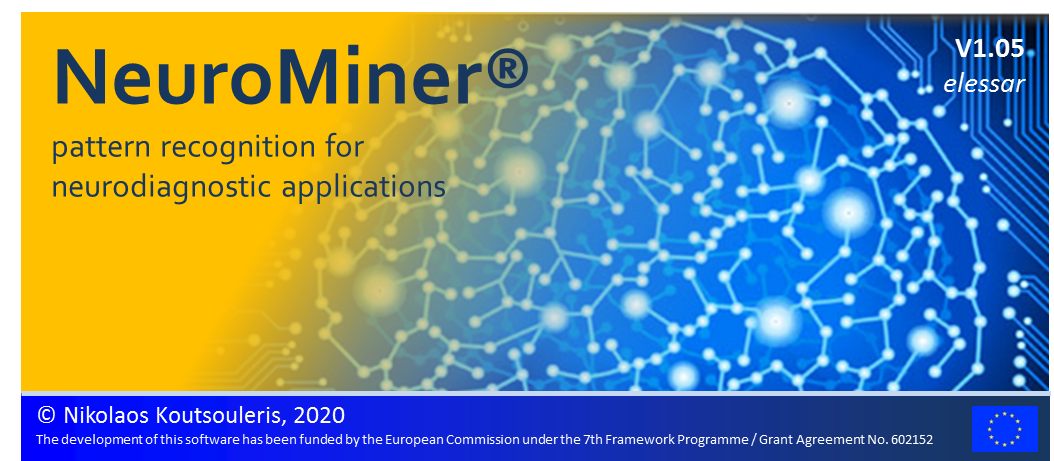 NeuroMiner®
V1.05
elessar
pattern recognition for
neurodiagnostic applications
© Nikolaos Koutsouleris, 2020
The development of this software has been funded by the European Commission under the 7th Framework Programme / Grant Agreement No. 602152